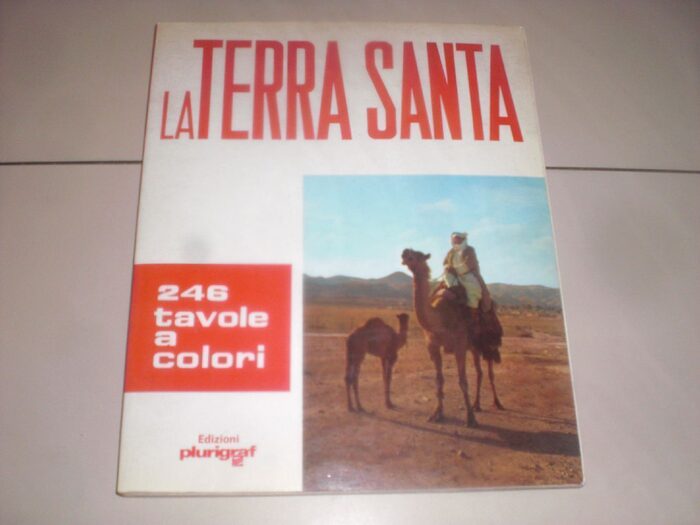 LA TERRA SANTA
246
tavole
a
colori
Edizioni
plurigraf